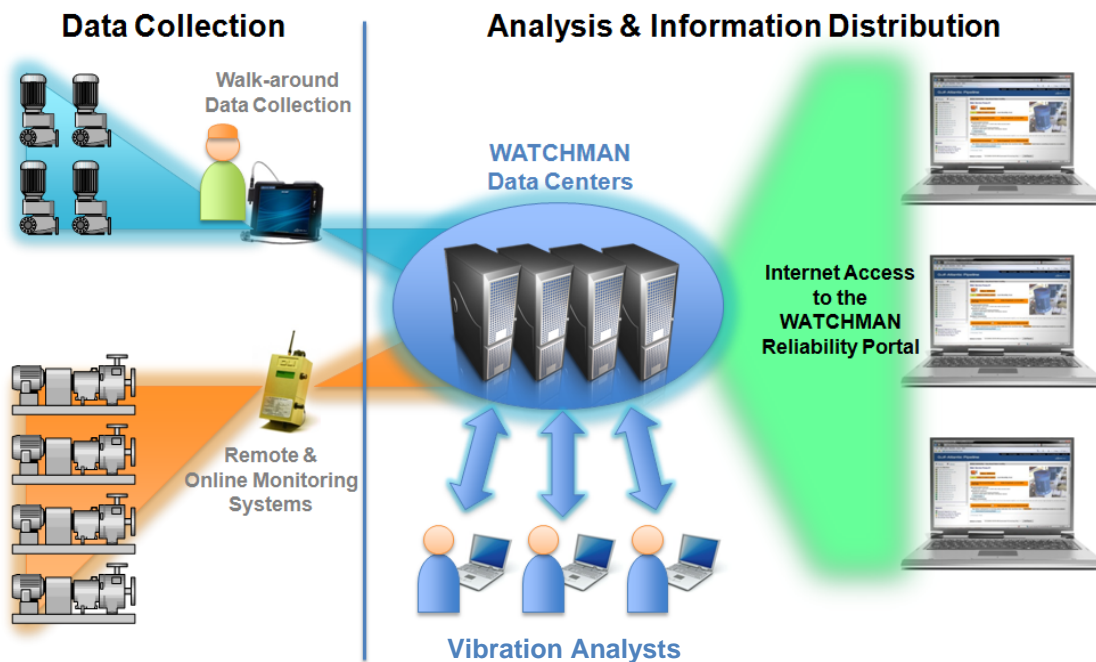 Data Collection
Analysis & Information Distribution
Walk-around
Data Collection
WATCHMAN
Data Centers
Internet Access
to the
WATCHMAN
Reliability Portal
Remote &
Online Monitoring
Systems
Vibration Analysts